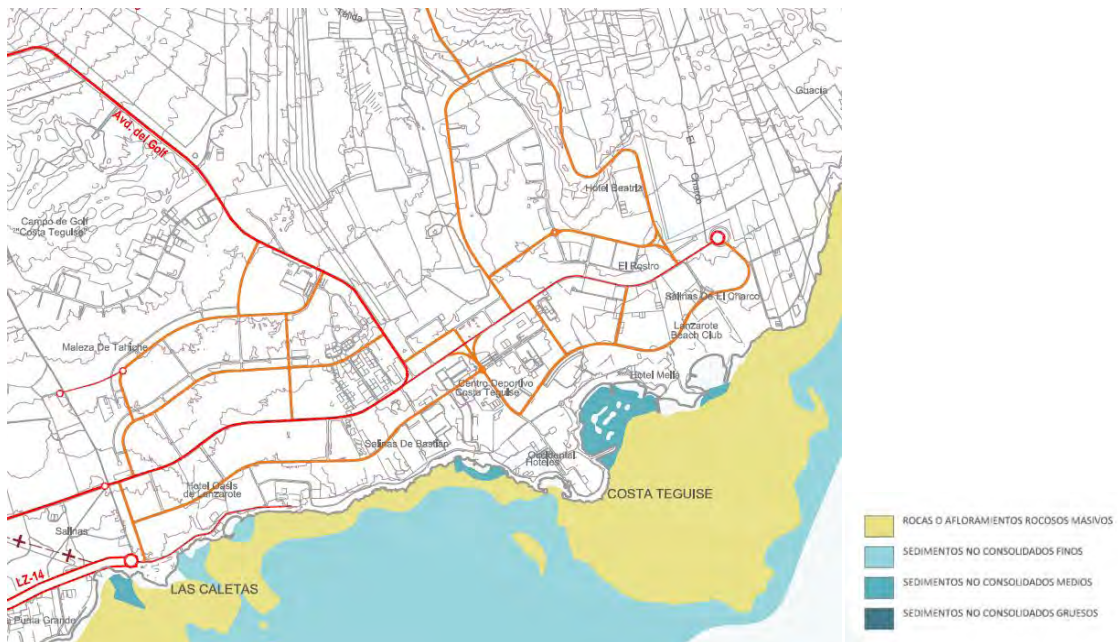 Tejida
Guacia
Avd. del Golf
El
Charco
Hotel Beatriz
Campo de Golf
"Costa Teguise"
El Rostro
Salinas De El Charco
Lanzarote
Beach Club
Maleza De Tahiche
Hotel Melia
Centro Deportivo
Costa Teguise
Salinas De Bastian
Occidental
Hoteles
Hotel Oasis
de Lanzarote
COSTA TEGUISE
Salinas
LZ-14
LAS CALETAS
a Punta Grande
ROCAS O AFLORAMIENTOS ROCOSOS MASIVOS
SEDIMENTOS NO CONSOLIDADOS FINOS
SEDIMENTOS NO CONSOLIDADOS MEDIOS
SEDIMENTOS NO CONSOLIDADOS GRUESOS